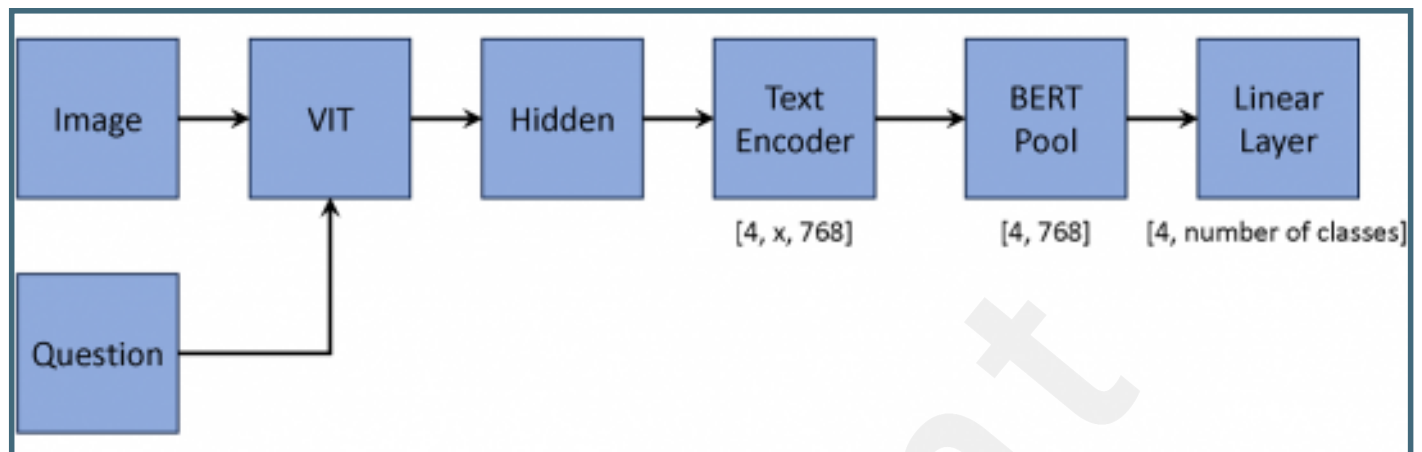 Image
VIT
Hidden
Text
Encoder
BERT
Pool
Linear
Layer
[4, x, 768]
[4, 768]
[4, number of classes]
Question